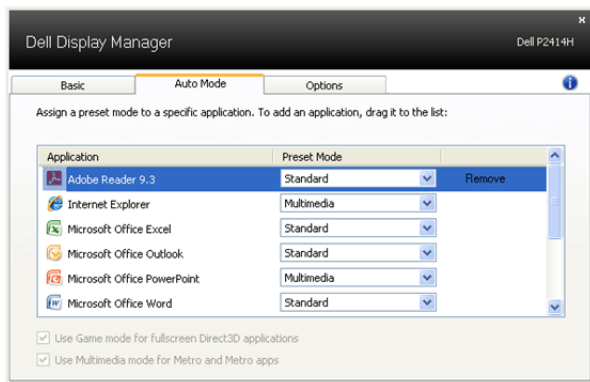 Dell Display Manager
Dell P2414H
Basic
Auto Mode
Options
Assign a preset mode to a specific application. To add an application, drag it to the list:
Application
Preset Mode
Adobe Reader 9.3
Standard
Remove
Internet Explorer
Multimedia
Microsoft Office Excel
Standard
Microsoft Office Outlook
Standard
Microsoft Office PowerPoint
Multimedia
Microsoft Office Word
Standard
Use Game mode for fullscreen Direct3D applications
Use Multimedia mode for Metro and Metro apps